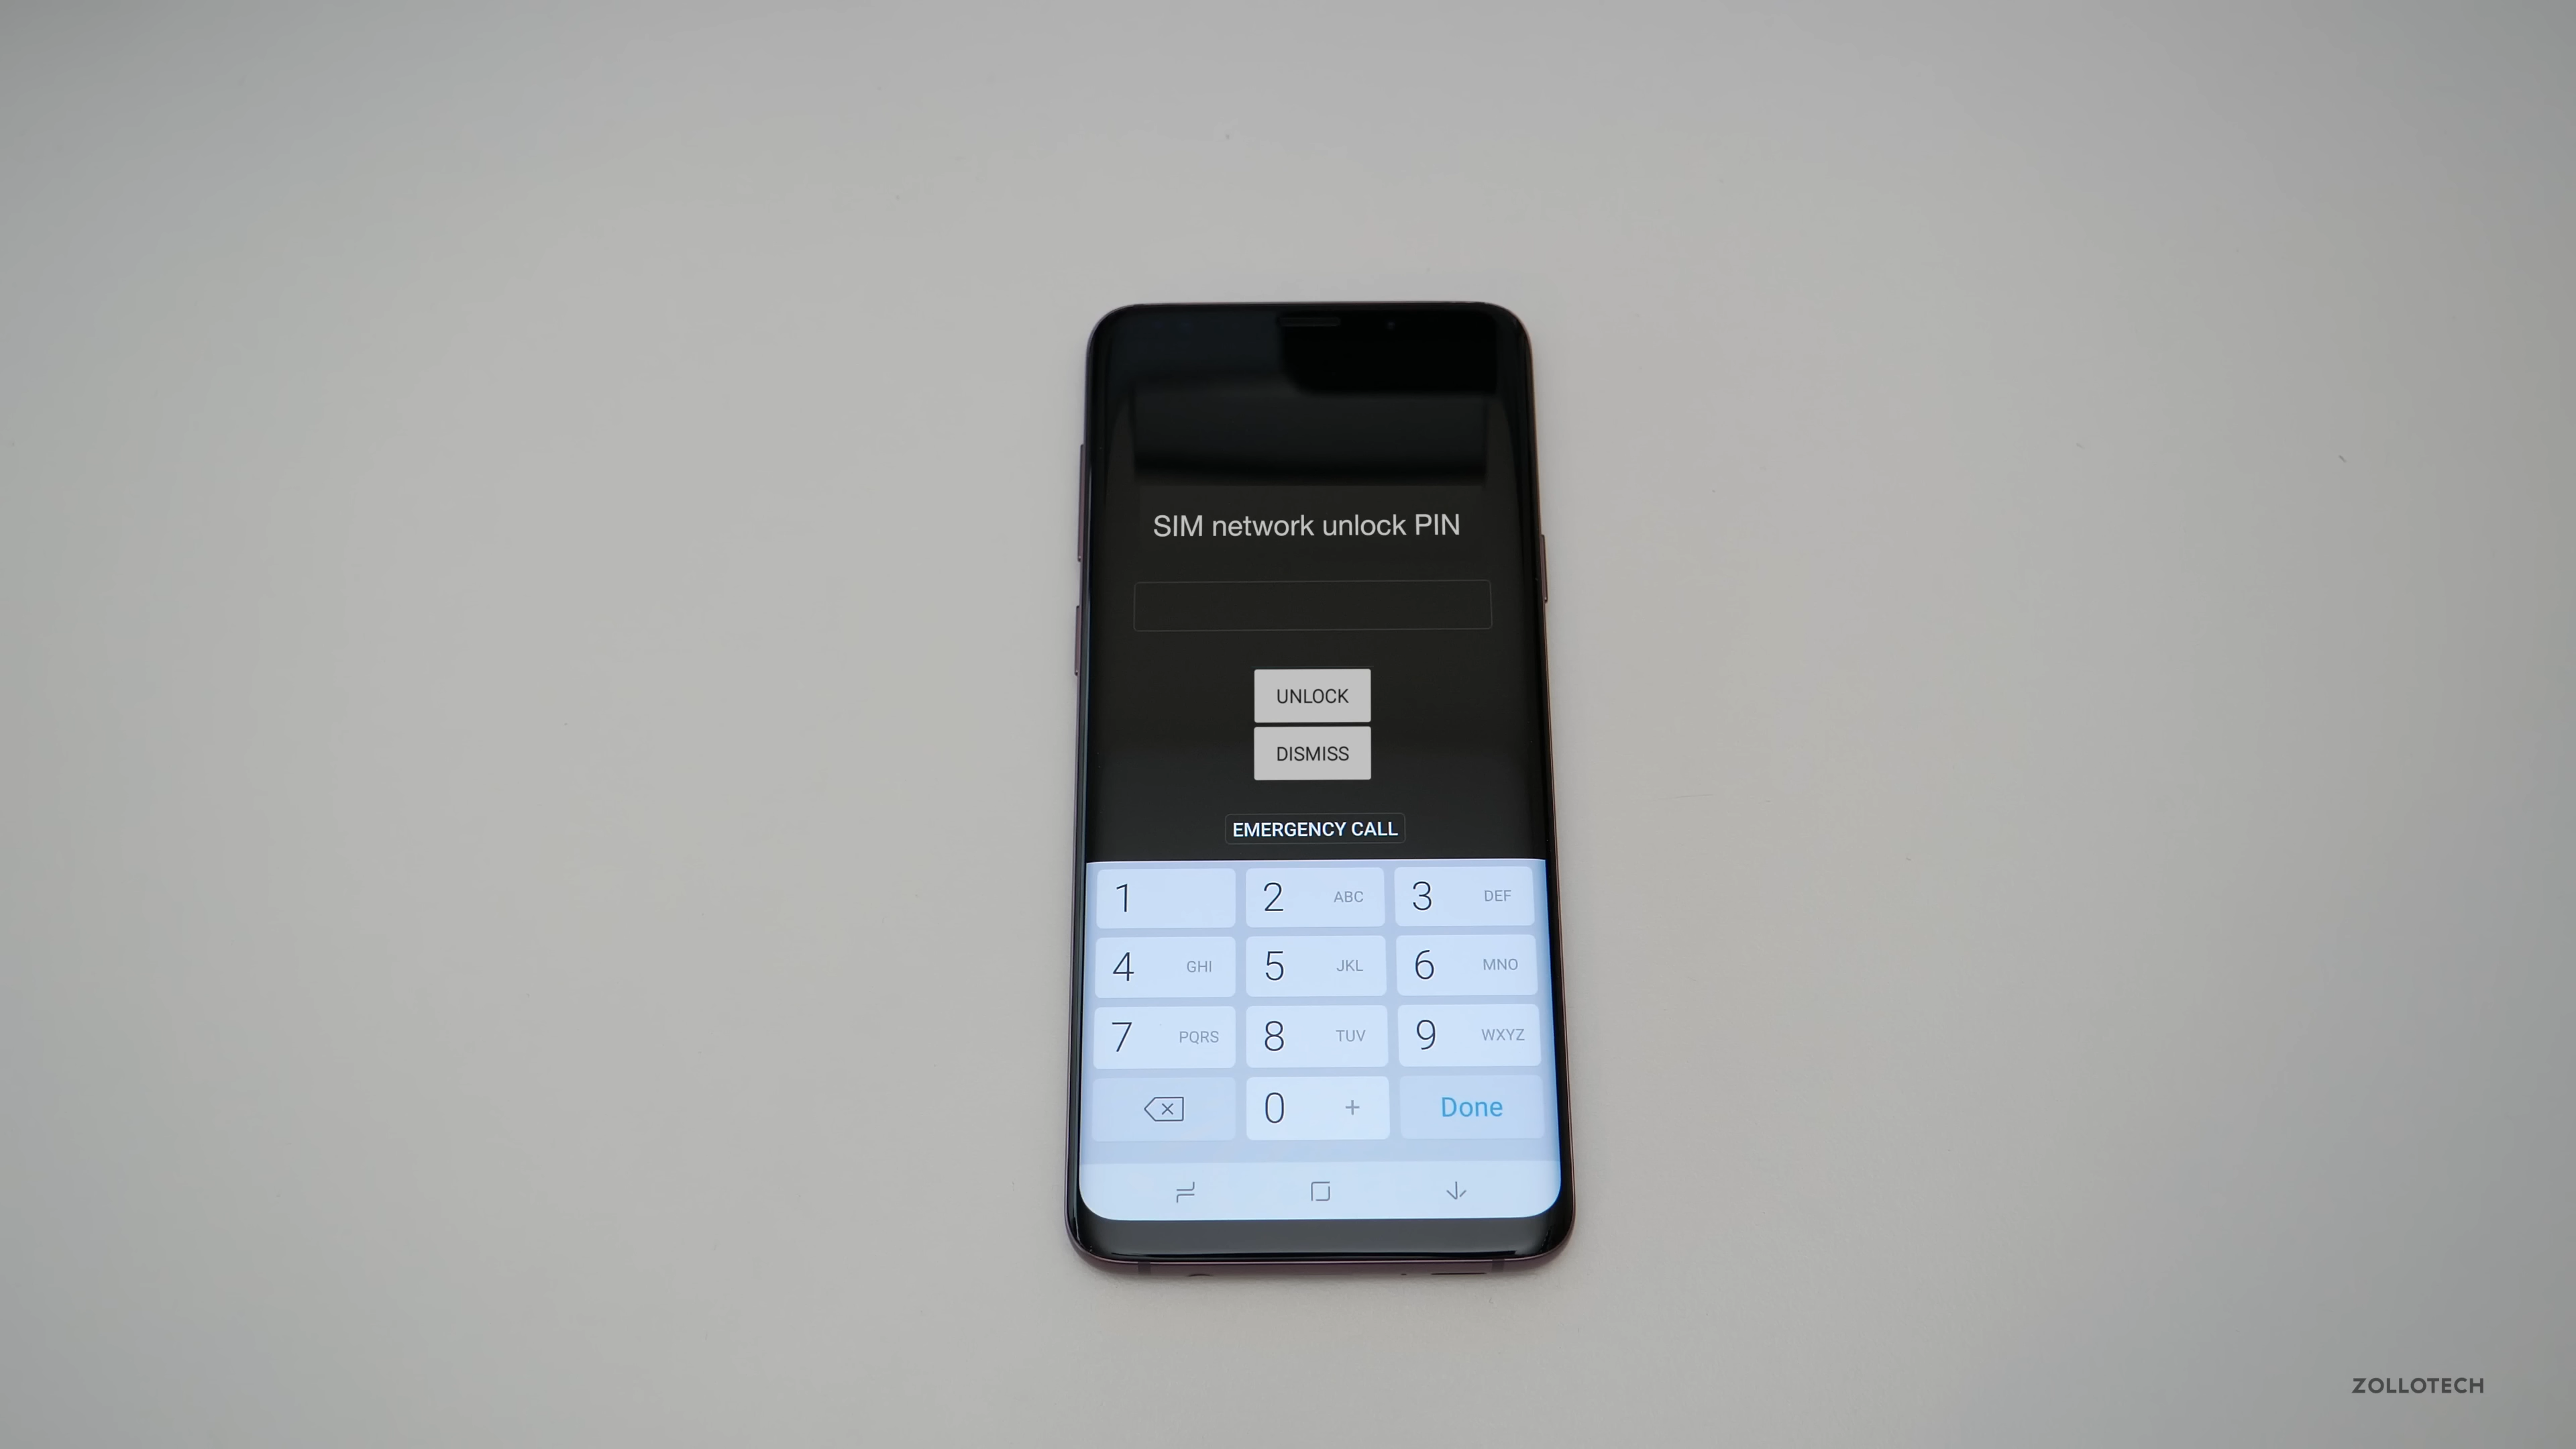 SIM network unlock PIN
UNLOCK
DISMISS
EMERGENCY CALL
1 2 ABC 3 DEF
4 GHI 5 JKL 6 MNO
7 PQRS 8 TUV 9 WXYZ
0 + Done
ZOLLOTECH